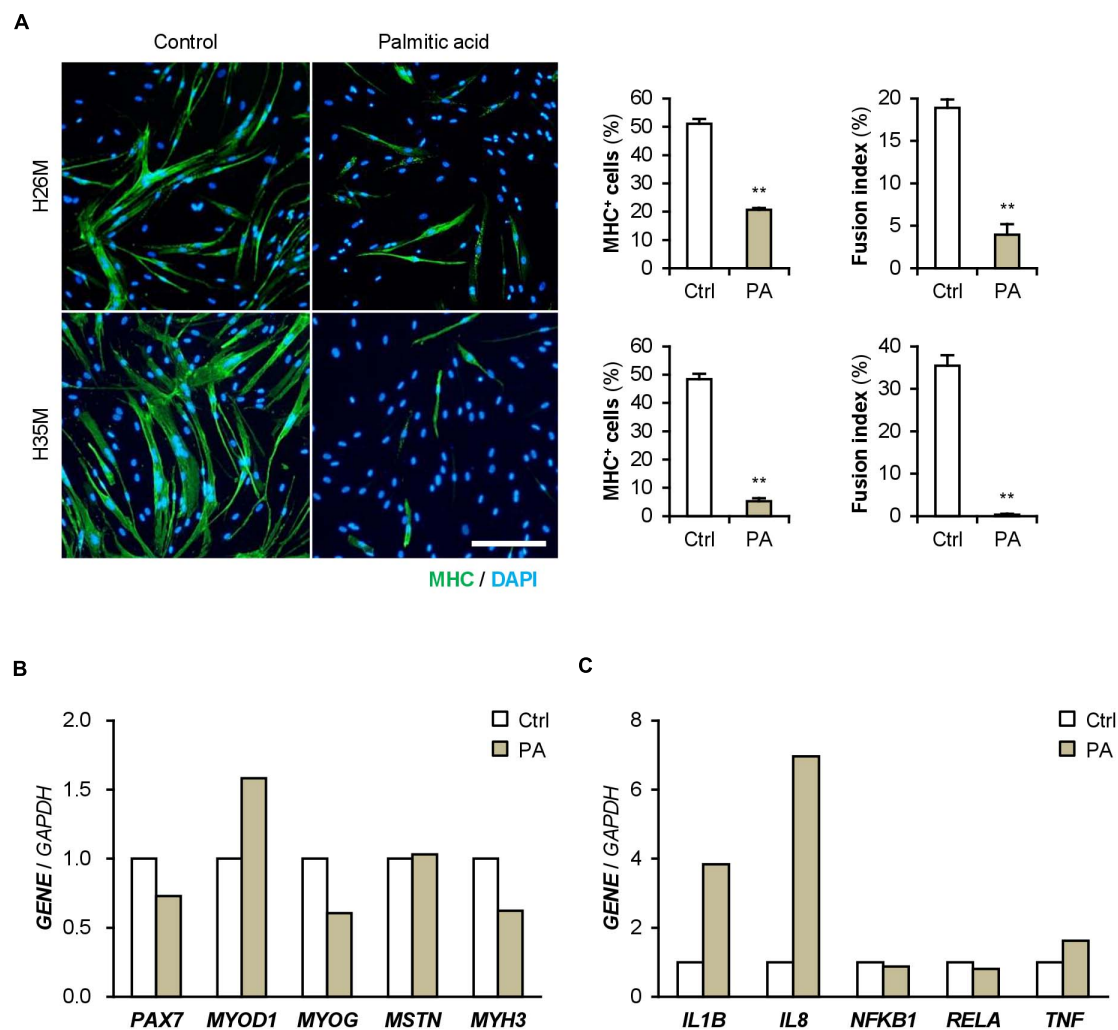 A
Control
Palmitic acid
H26M
H35M
MHC / DAPI
MHC+ cells (%)
60
50
40
30
20
10
0
**
Ctrl
PA
Fusion index (%)
20
15
10
5
0
**
Ctrl
PA
MHC+ cells (%)
60
50
40
30
20
10
0
**
Ctrl
PA
Fusion index (%)
40
30
20
10
0
**
Ctrl
PA
B
GENE / GAPDH
2.0
1.5
1.0
0.5
0.0
Ctrl
PA
PAX7
MYOD1
MYOG
MSTN
MYH3
C
GENE / GAPDH
8
6
4
2
0
Ctrl
PA
IL1B
IL8
NFKB1
RELA
TNF